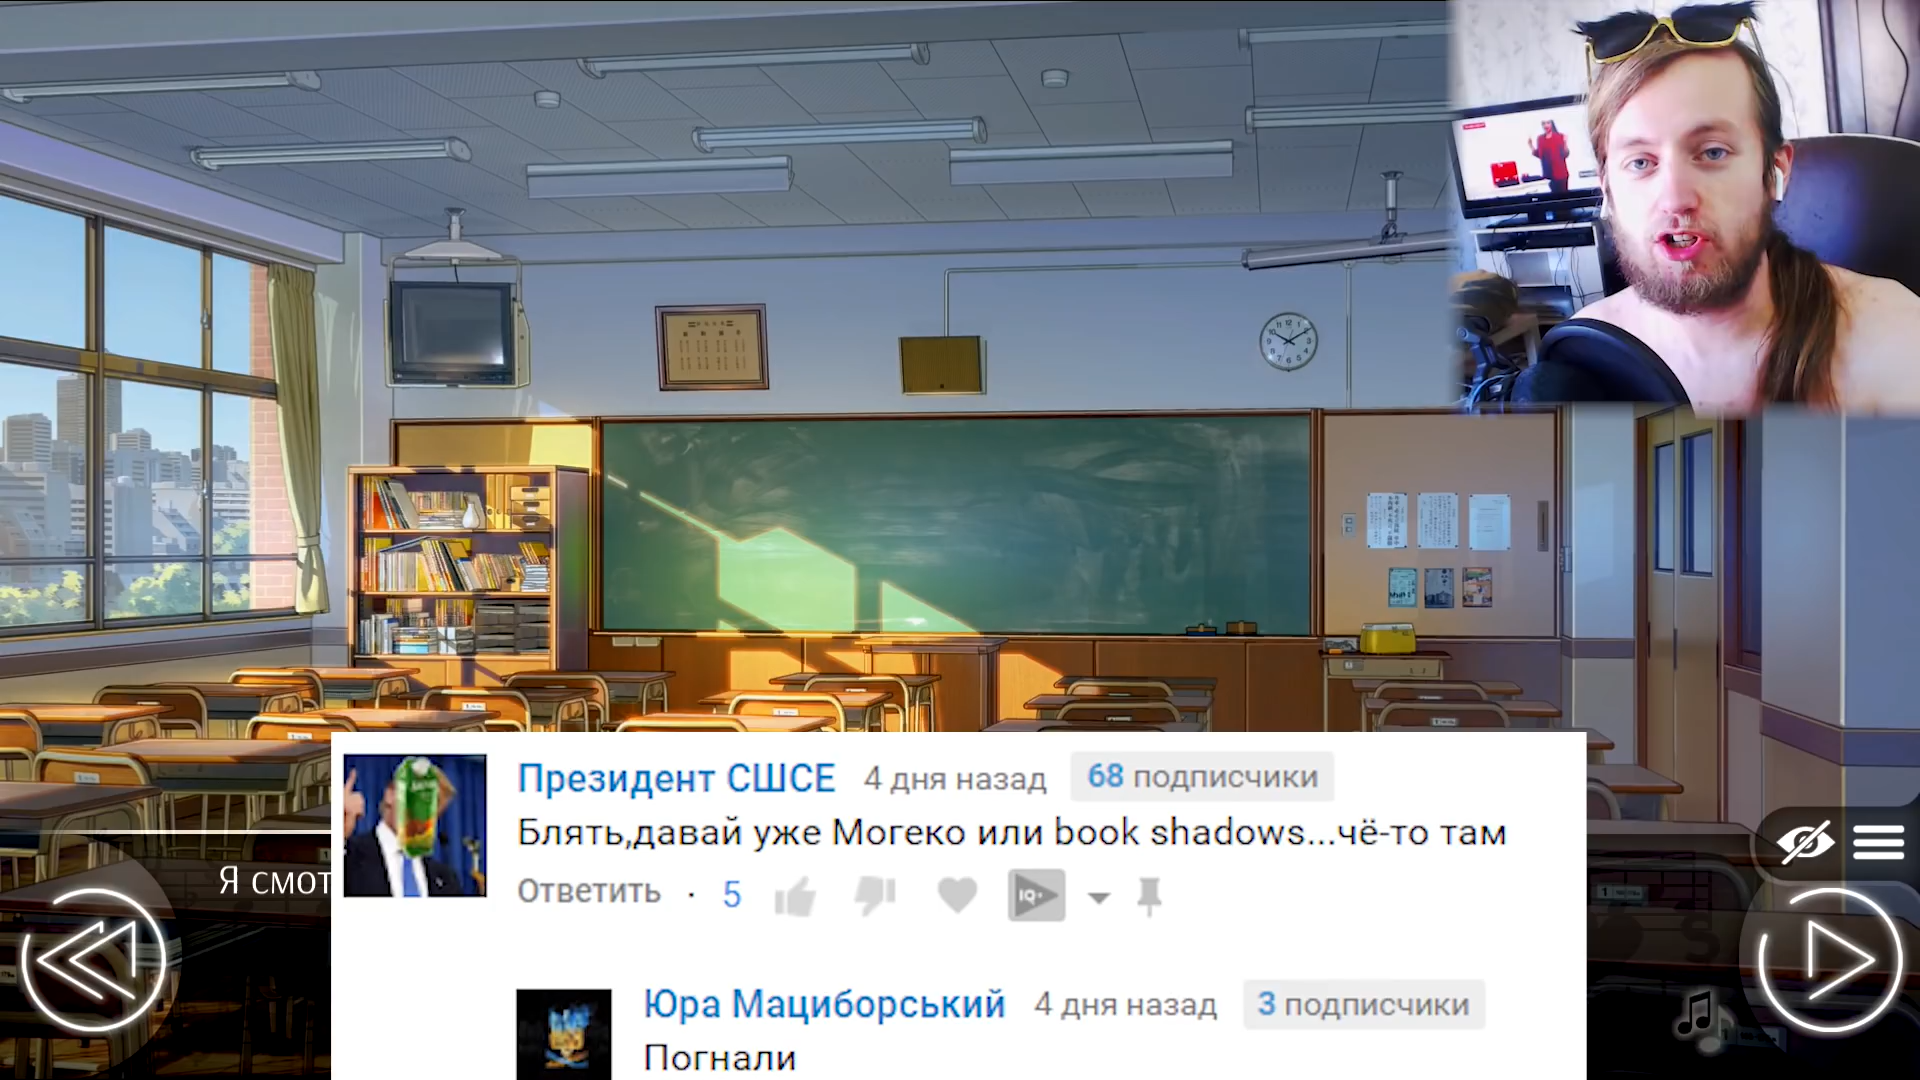 Президент СШСЕ 4 дня назад 68 подписчики
Блять,давай уже Могеко или book shadows...чё-то там
Ответить · 5 IQ+
Я смот
Юра Мациборський 4 дня назад 3 подписчики
Погнали